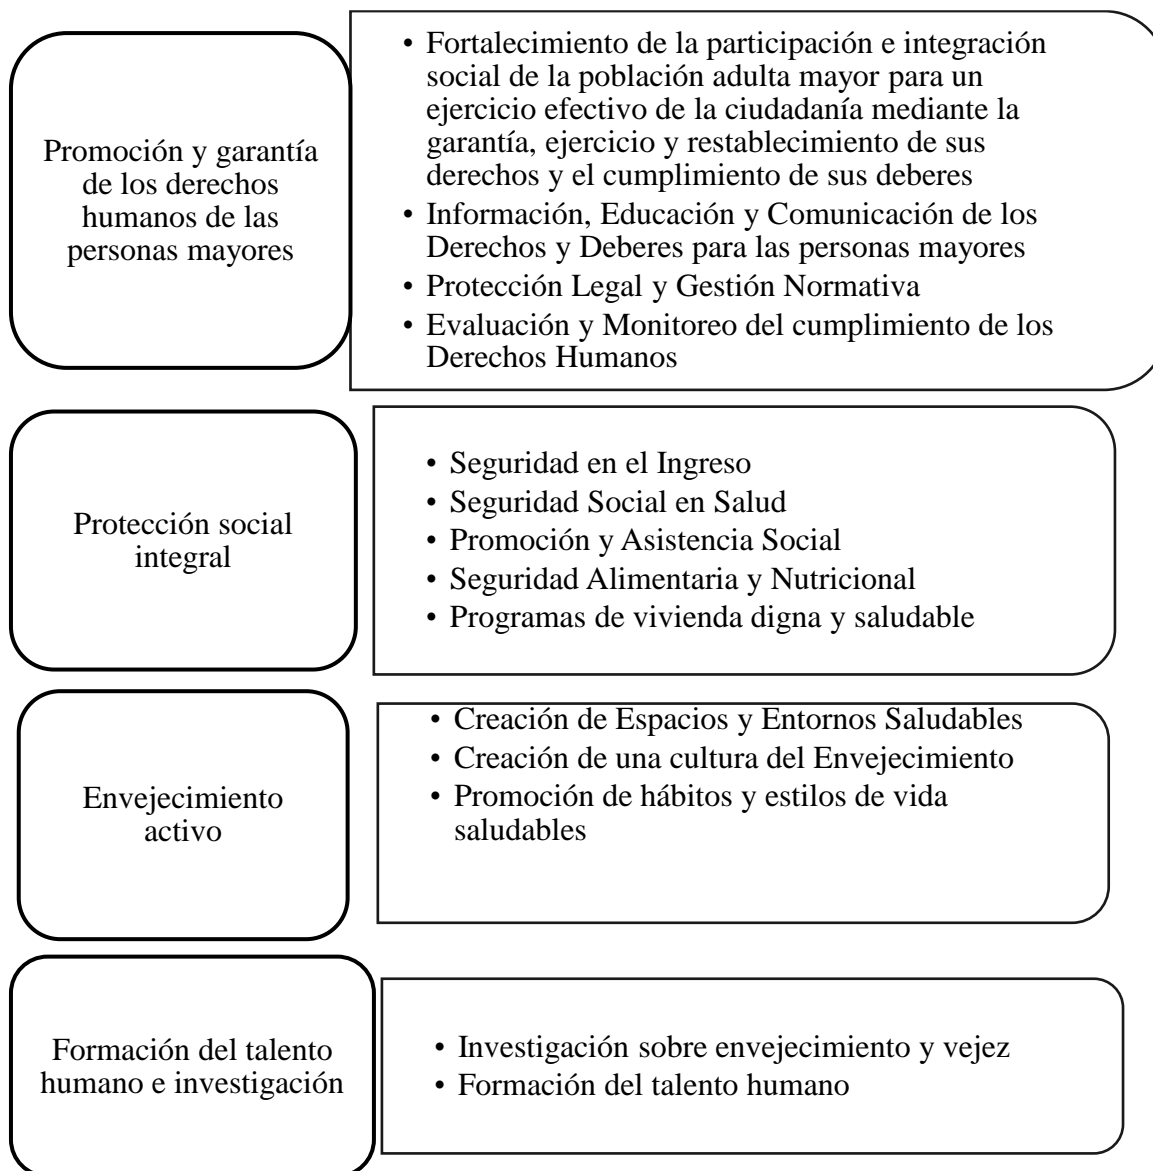 Promoción y garantía
de los derechos
humanos de las
personas mayores
• Fortalecimiento de la participación e integración
social de la población adulta mayor para un
ejercicio efectivo de la ciudadanía mediante la
garantía, ejercicio y restablecimiento de sus
derechos y el cumplimiento de sus deberes
• Información, Educación y Comunicación de los
Derechos y Deberes para las personas mayores
• Protección Legal y Gestión Normativa
• Evaluación y Monitoreo del cumplimiento de los
Derechos Humanos
Protección social
integral
• Seguridad en el Ingreso
• Seguridad Social en Salud
• Promoción y Asistencia Social
• Seguridad Alimentaria y Nutricional
• Programas de vivienda digna y saludable
Envejecimiento
activo
• Creación de Espacios y Entornos Saludables
• Creación de una cultura del Envejecimiento
• Promoción de hábitos y estilos de vida
saludables
Formación del talento
humano e investigación
• Investigación sobre envejecimiento y vejez
• Formación del talento humano